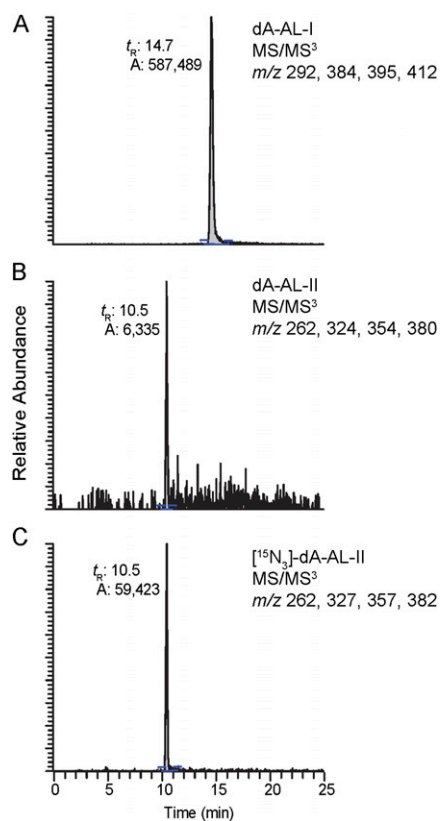 A
t_R: 14.7
A: 587,489
dA-AL-I
MS/MS³
m/z 292, 384, 395, 412
B
t_R: 10.5
A: 6,335
dA-AL-II
MS/MS³
m/z 262, 324, 354, 380
Relative Abundance
C
t_R: 10.5
A: 59,423
[¹⁵N₃]-dA-AL-II
MS/MS³
m/z 262, 327, 357, 382
0 5 10 15 20 25
Time (min)